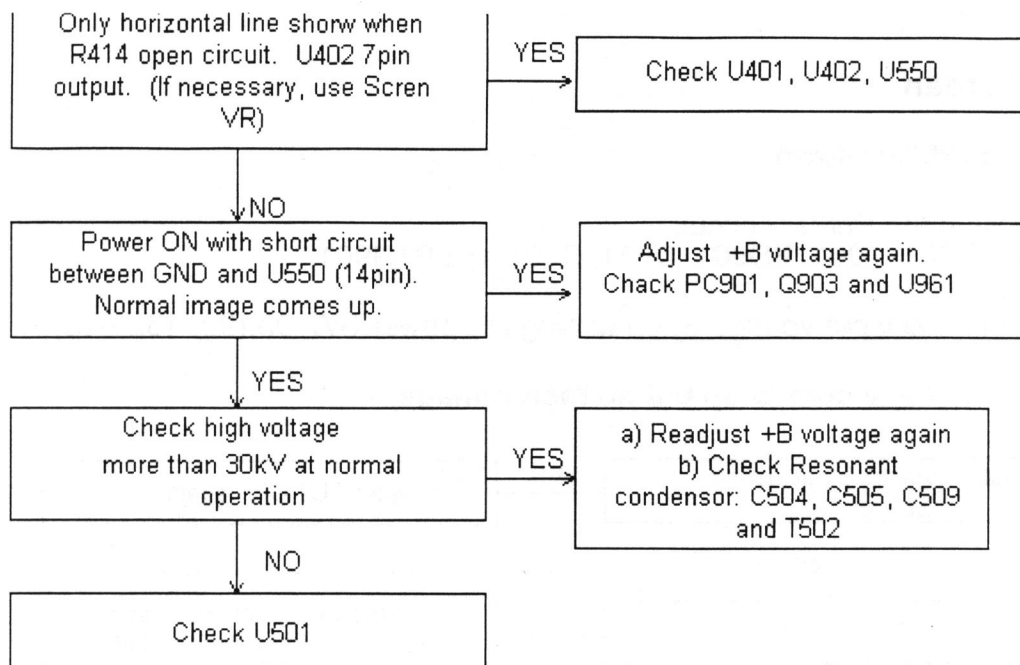 Only horizontal line shorw when
R414 open circuit. U402 7pin
output. (If necessary, use Scren
VR)
YES
Check U401, U402, U550
NO
Power ON with short circuit
between GND and U550 (14pin).
Normal image comes up.
YES
Adjust +B voltage again.
Chack PC901, Q903 and U961
YES
Check high voltage
more than 30kV at normal
operation
YES
a) Readjust +B voltage again
b) Check Resonant
condensor: C504, C505, C509
and T502
NO
Check U501